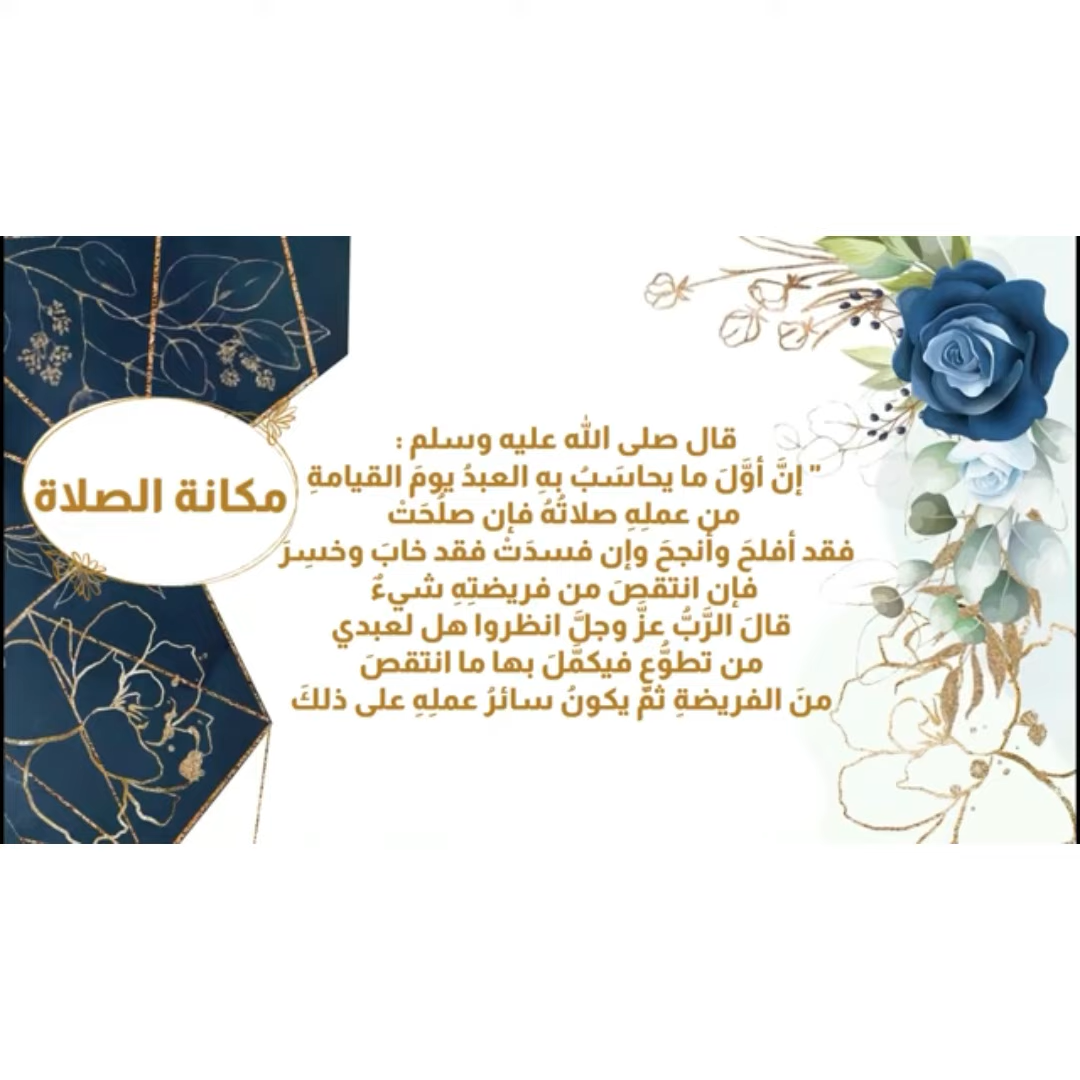 مكانة الصلاة
قال صلى الله عليه وسلم :
" إنَّ أوَّلَ ما يحاسَبُ بِهِ العبدُ يومَ القيامةِ
من عملِهِ صلاتُهُ فإن صلُحَتْ
فقد أفلحَ وأنجحَ وإن فسدَتْ فقد خابَ وخسِرَ
فإن انتقصَ من فريضتِهِ شيءٌ
قالَ الرَّبُّ عزَّ وجلَّ انظروا هل لعبدي
من تطوُّعٍ فيكمَّلَ بها ما انتقصَ
منَ الفريضةِ ثمَّ يكونُ سائرُ عملِهِ على ذلكَ